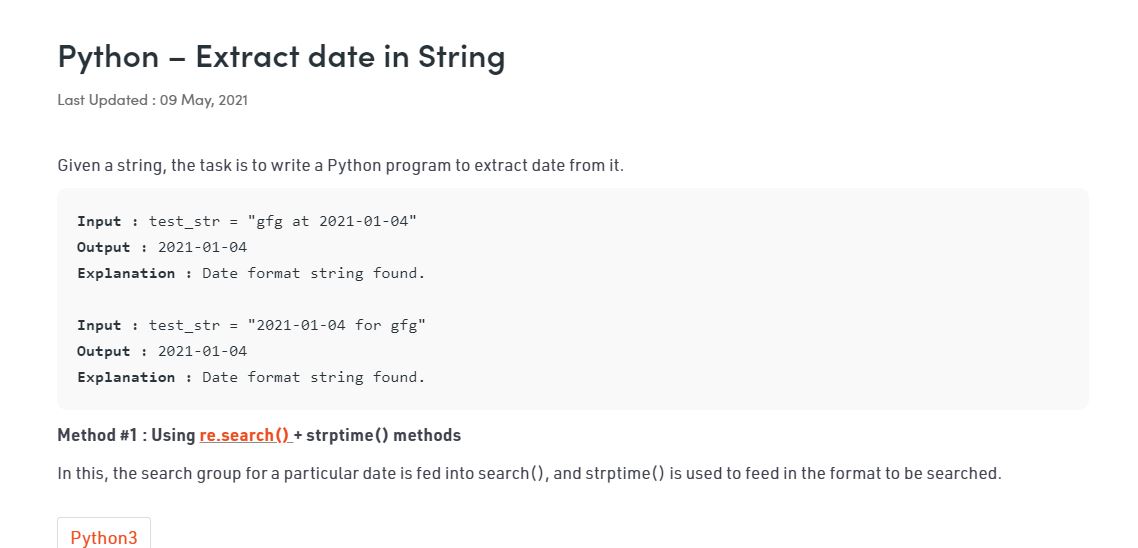 Python – Extract date in String
Last Updated : 09 May, 2021
Given a string, the task is to write a Python program to extract date from it.
Input : test_str = "gfg at 2021-01-04"
Output : 2021-01-04
Explanation : Date format string found.
Input : test_str = "2021-01-04 for gfg"
Output : 2021-01-04
Explanation : Date format string found.
Method #1 : Using re.search() + strptime() methods
In this, the search group for a particular date is fed into search(), and strptime() is used to feed in the format to be searched.
Python3